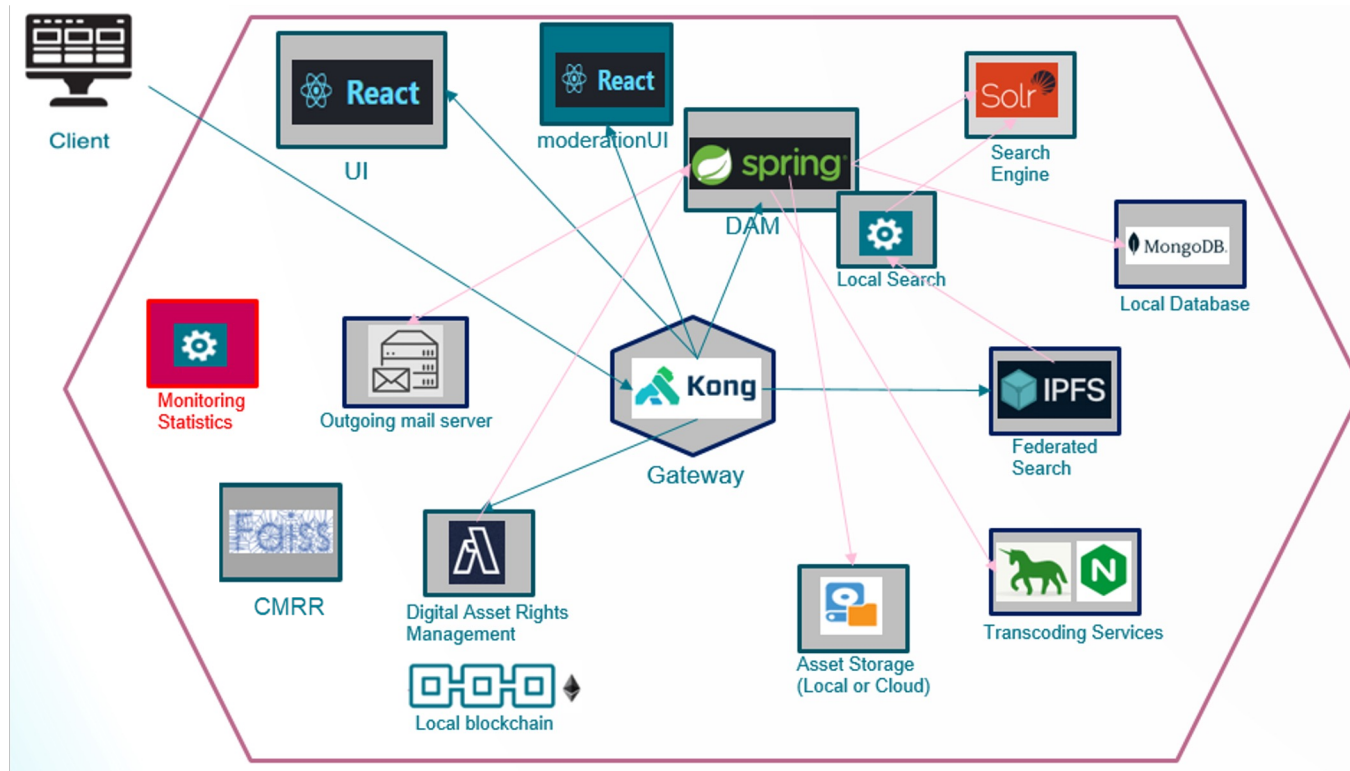 Client
React
UI
React
moderationUI
spring
DAM
Solr
Search
Engine
Local Search
MongoDB.
Local Database
Monitoring
Statistics
Outgoing mail server
Kong
Gateway
IPFS
Federated
Search
Faiss
CMRR
Digital Asset Rights
Management
Local blockchain
Asset Storage
(Local or Cloud)
N
Transcoding Services